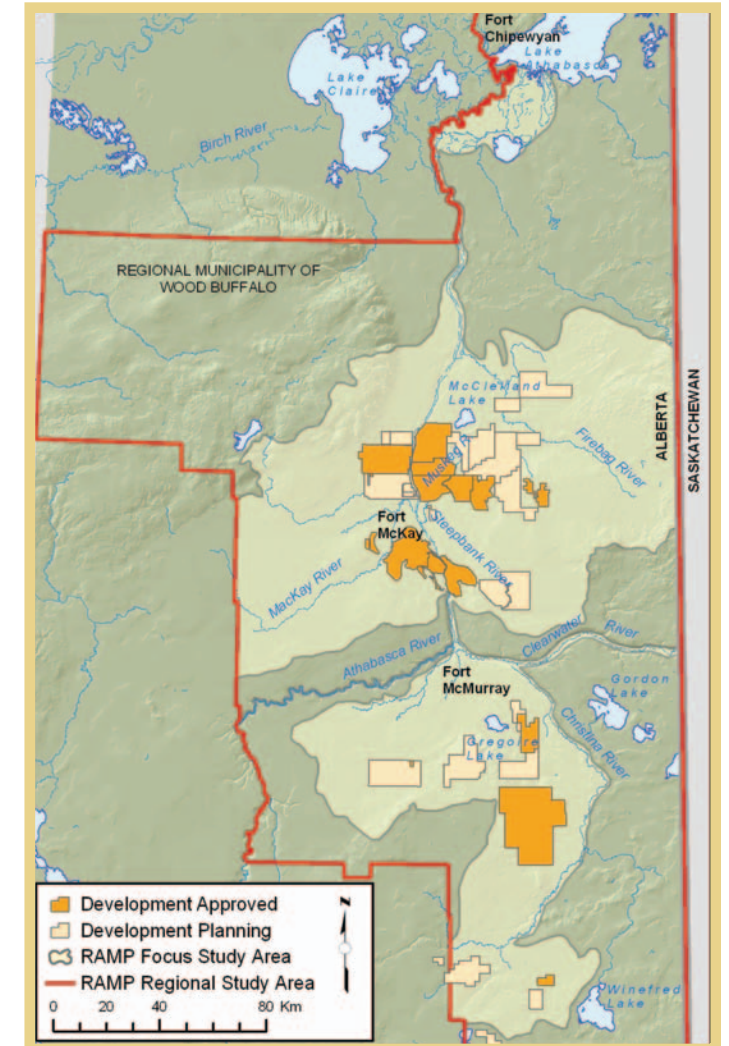 Fort
Chipewyan
Lake
Athabasca
Lake
Claire
Birch River
REGIONAL MUNICIPALITY OF
WOOD BUFFALO
McClelland
Lake
ALBERTA
SASKATCHEWAN
Firebag River
Muskeg R.
Fort
McKay
Steepbank River
MacKay River
Athabasca River
Clearwater River
Fort
McMurray
Gordon
Lake
Christina River
Gregoire
Lake
Winefred
Lake
Development Approved
Development Planning
RAMP Focus Study Area
RAMP Regional Study Area
N
0 20 40 80 Km